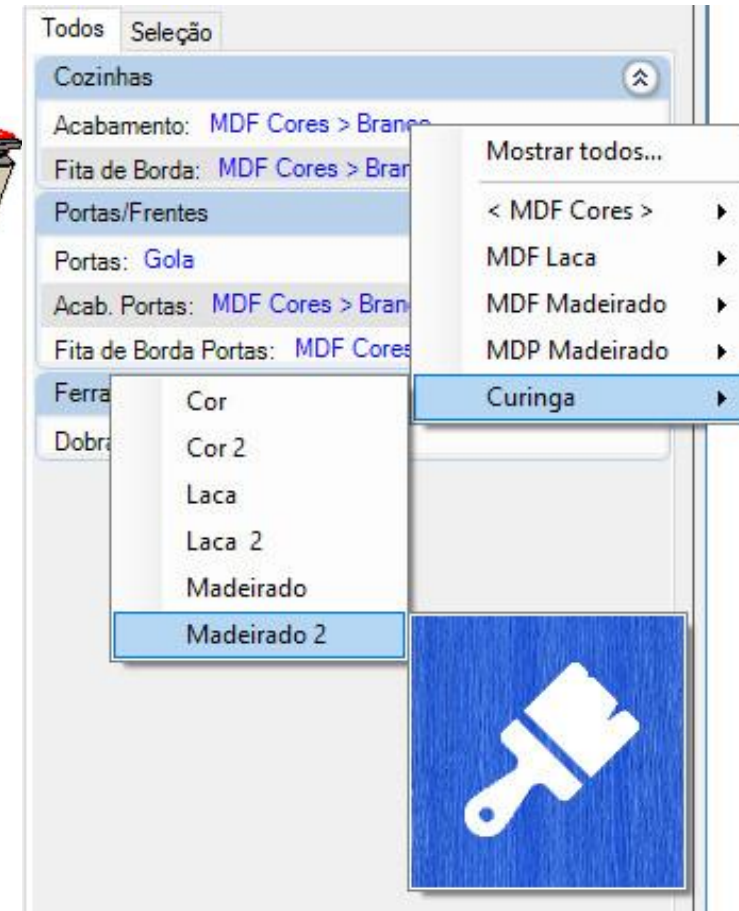 Todos Seleção
Cozinhas
Acabamento: MDF Cores > Branco
Fita de Borda: MDF Cores > Bran
Portas/Frentes
Portas: Gola
Acab. Portas: MDF Cores > Bran
Fita de Borda Portas: MDF Cores
Ferra
Dobra
Mostrar todos...
< MDF Cores >
MDF Laca
MDF Madeirado
MDP Madeirado
Curinga
Cor
Cor 2
Laca
Laca 2
Madeirado
Madeirado 2